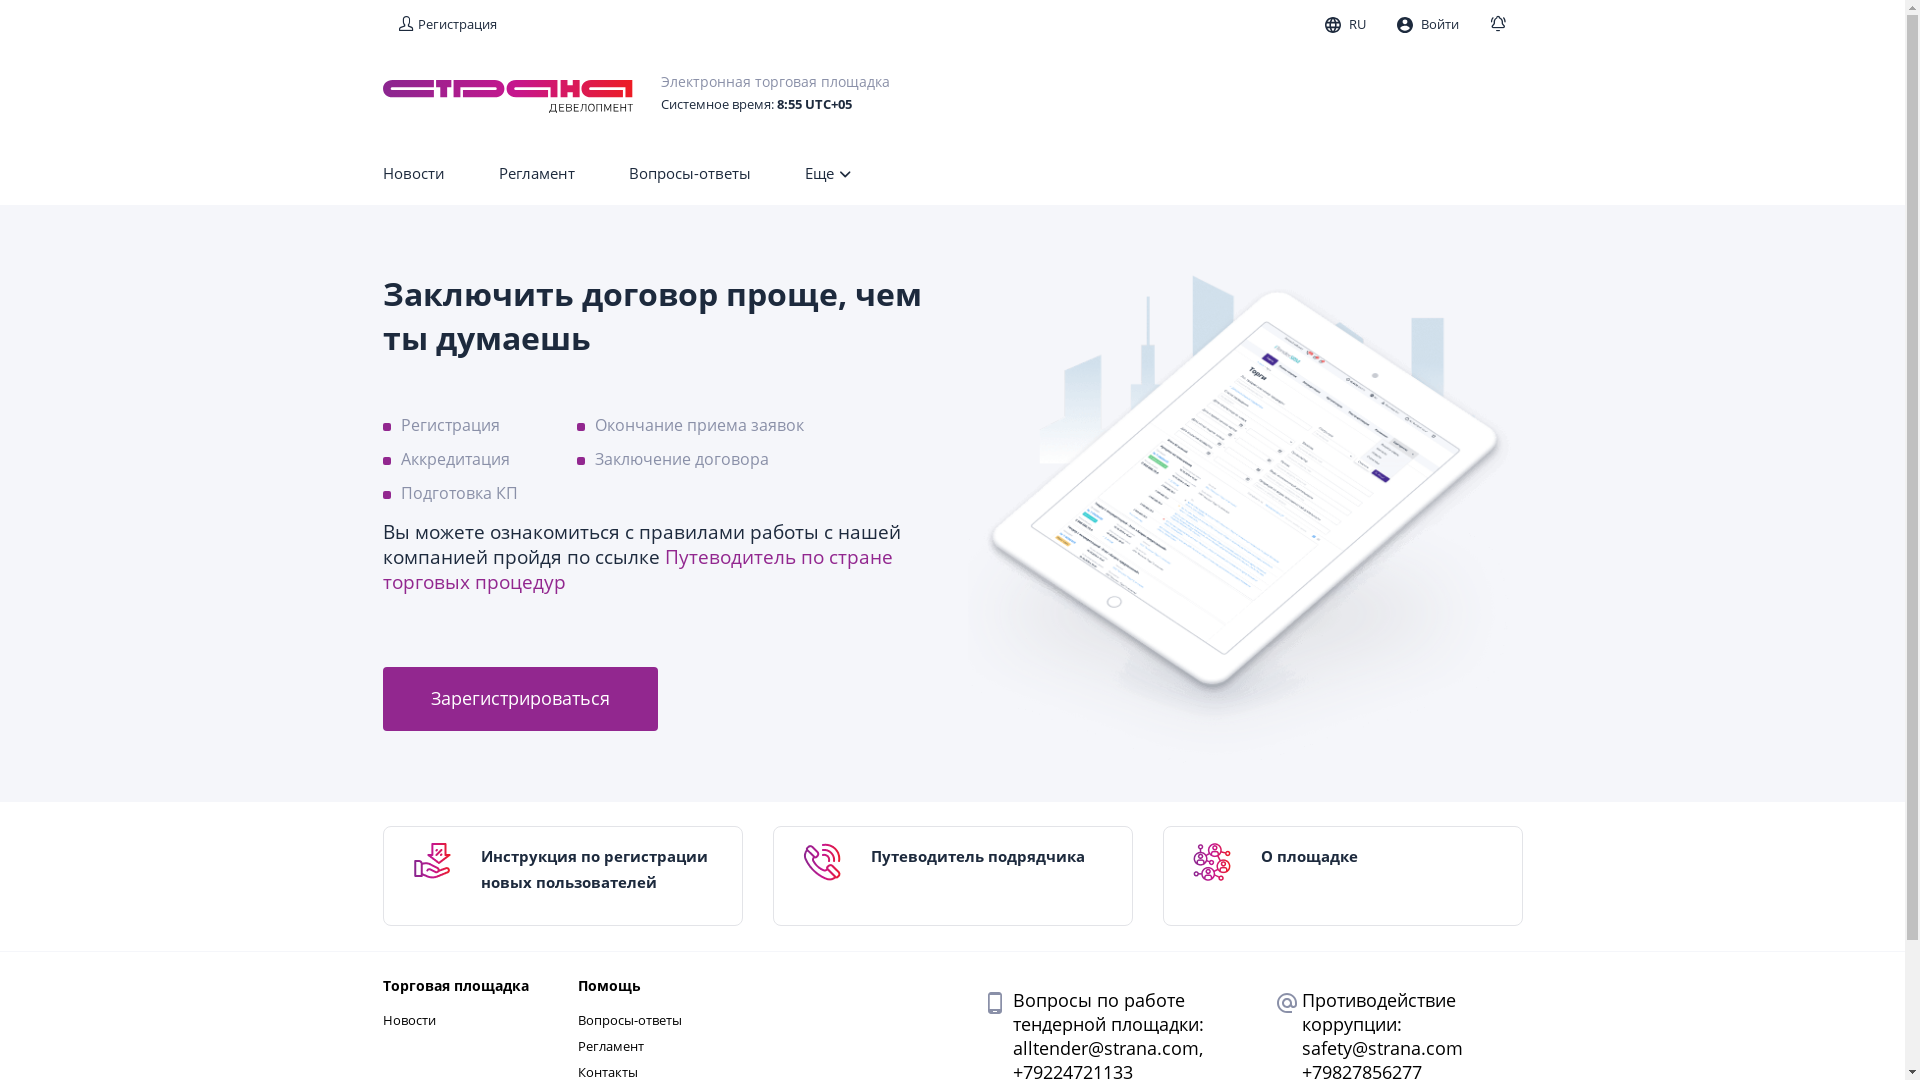 Регистрация
RU
Войти
страна
ДЕВЕЛОПМЕНТ
Электронная торговая площадка
Системное время: 8:55 UTC+05
Новости
Регламент
Вопросы-ответы
Еще
Заключить договор проще, чем
ты думаешь
Регистрация
Окончание приема заявок
Аккредитация
Заключение договора
Подготовка КП
Вы можете ознакомиться с правилами работы с нашей
компанией пройдя по ссылке Путеводитель по стране
торговых процедур
Зарегистрироваться
Торги
Инструкция по регистрации
новых пользователей
Путеводитель подрядчика
О площадке
Торговая площадка
Новости
Помощь
Вопросы-ответы
Регламент
Контакты
Вопросы по работе
тендерной площадки:
alltender@strana.com,
+79224721133
Противодействие
коррупции:
safety@strana.com
+79827856277